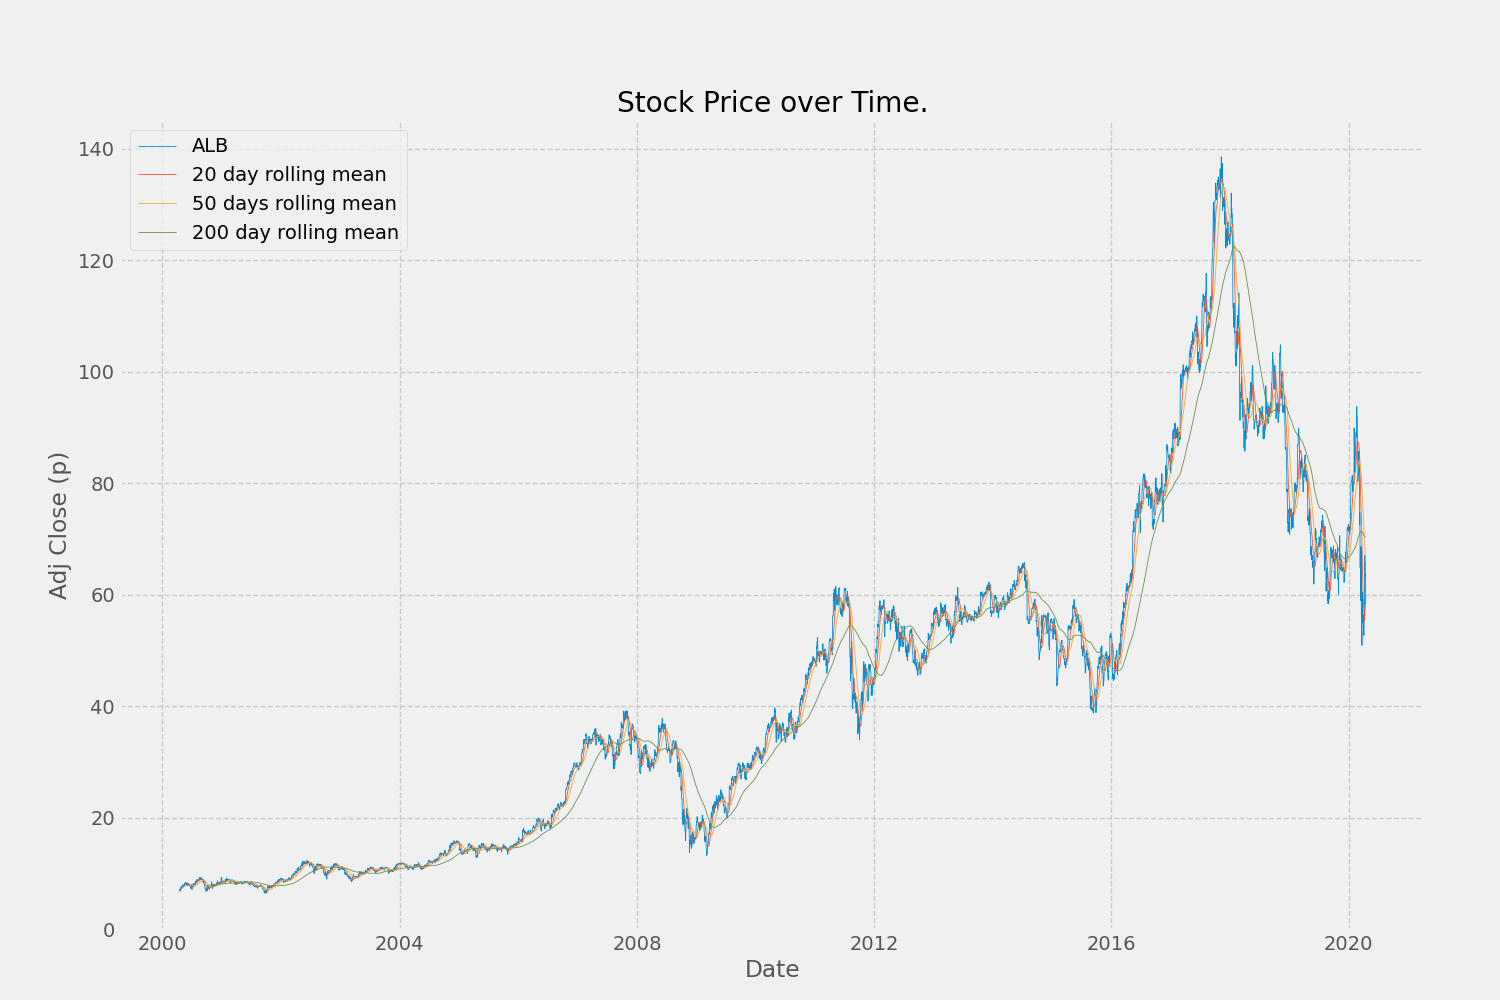 Stock Price over Time.
ALB
20 day rolling mean
50 days rolling mean
200 day rolling mean
140
120
100
80
60
40
20
0
Adj Close (p)
2000 2004 2008 2012 2016 2020
Date